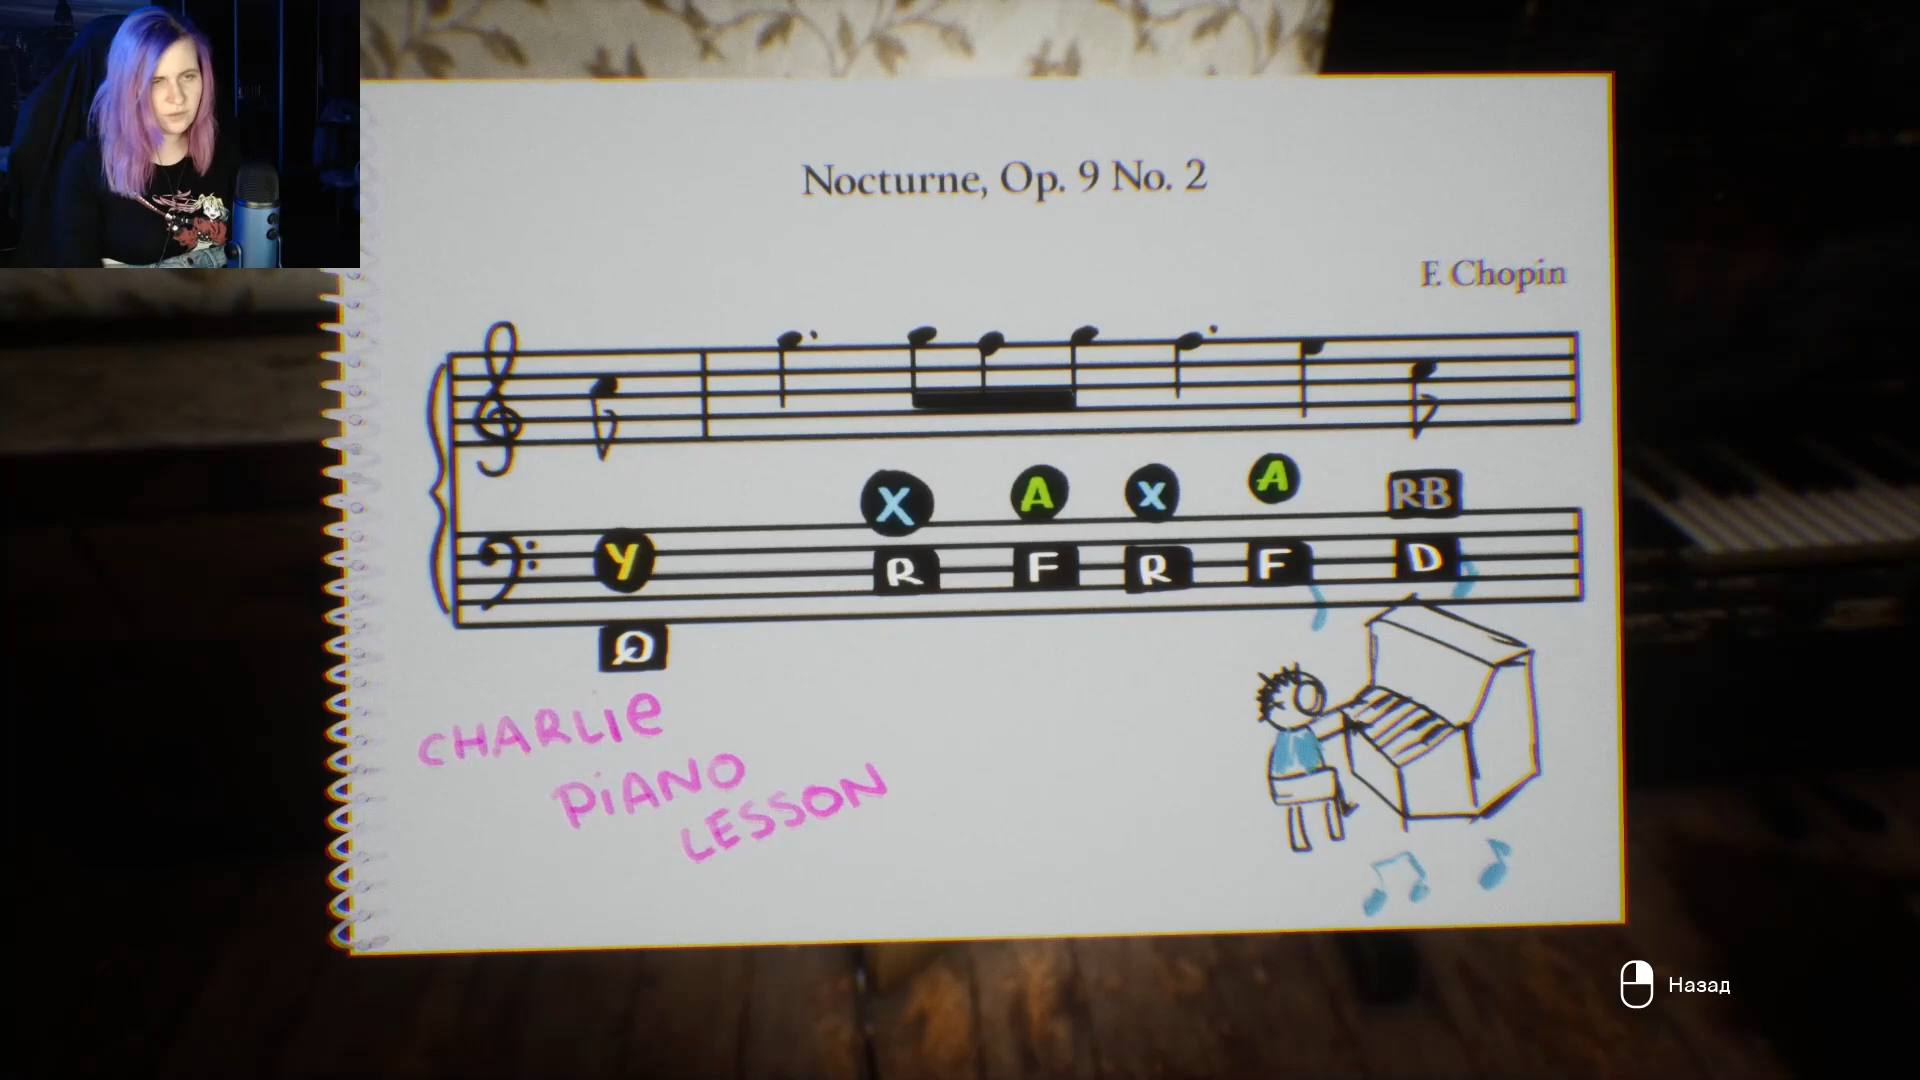 Nocturne, Op. 9 No. 2
F. Chopin
X A X A RB
Y R F R F D
Q
CHARLIE
PIANO
LESSON
Назад